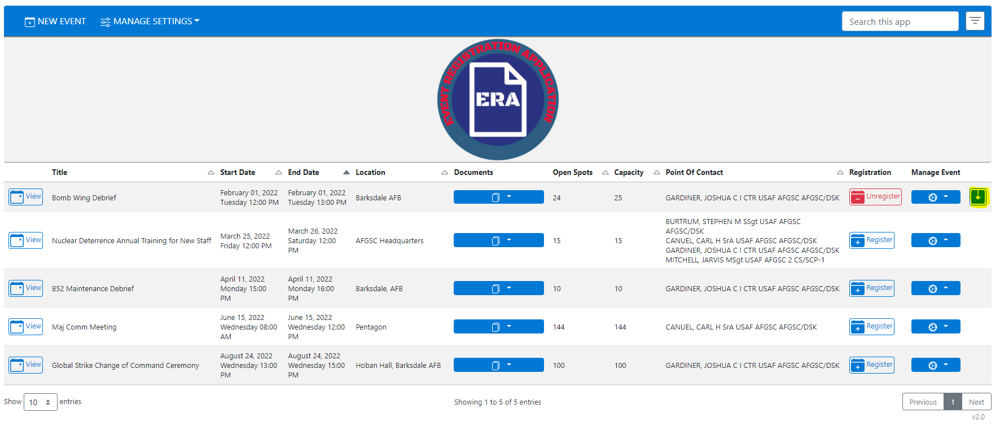 NEW EVENT MANAGE SETTINGS Search this app
EVENT REGISTRATION APPLICATION
ERA
Title Start Date End Date Location Documents Open Spots Capacity Point Of Contact Registration Manage Event
View Bomb Wing Debrief February 01, 2022 Tuesday 12:00 PM February 01, 2022 Tuesday 13:00 PM Barksdale AFB 24 25 GARDINER, JOSHUA C I CTR USAF AFGSC AFGSC/DSK Unregister
View Nuclear Deterrence Annual Training for New Staff March 25, 2022 Friday 12:00 PM March 26, 2022 Saturday 12:00 PM AFGSC Headquarters 15 15 BURTRUM, STEPHEN M SSgt USAF AFGSC AFGSC/DSK CANUEL, CARL H SrA USAF AFGSC AFGSC/DSK GARDINER, JOSHUA C I CTR USAF AFGSC AFGSC/DSK MITCHELL, JARVIS MSgt USAF AFGSC 2 CS/SCP-1 Register
View B52 Maintenance Debrief April 11, 2022 Monday 15:00 PM April 11, 2022 Monday 16:00 PM Barksdale, AFB 10 10 GARDINER, JOSHUA C I CTR USAF AFGSC AFGSC/DSK Register
View Maj Comm Meeting June 15, 2022 Wednesday 08:00 AM June 15, 2022 Wednesday 12:00 PM Pentagon 144 144 CANUEL, CARL H SrA USAF AFGSC AFGSC/DSK Register
View Global Strike Change of Command Ceremony August 24, 2022 Wednesday 13:00 PM August 24, 2022 Wednesday 15:00 PM Hoban Hall, Barksdale AFB 100 100 GARDINER, JOSHUA C I CTR USAF AFGSC AFGSC/DSK Register
Show 10 entries Showing 1 to 5 of 5 entries Previous 1 Next
v2.0